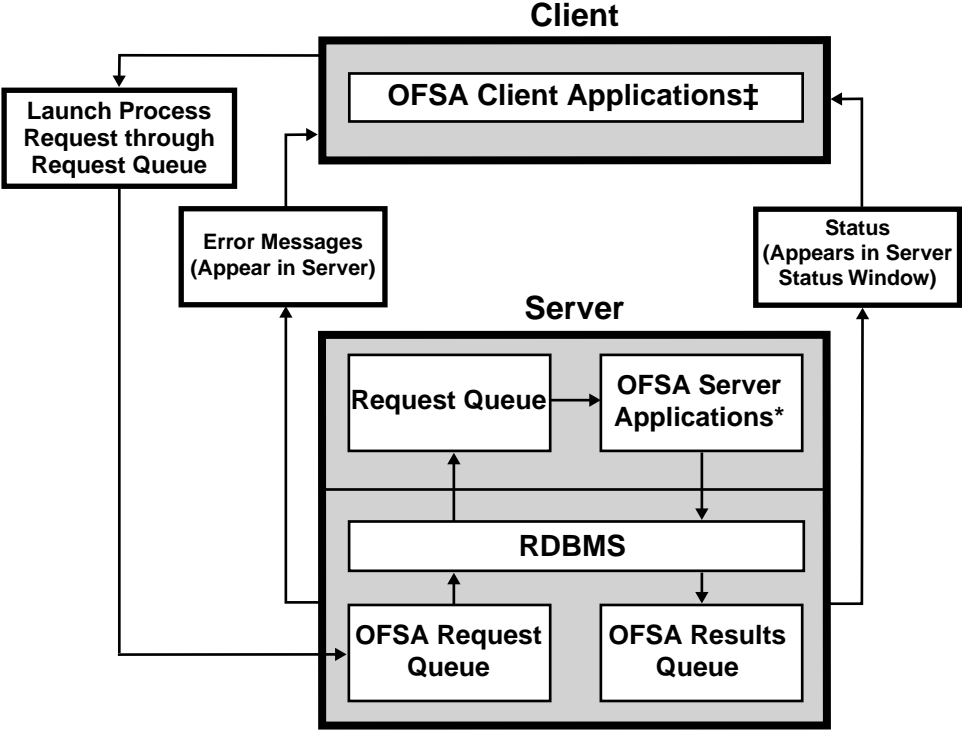 Client
OFSA Client Applications‡
Launch Process
Request through
Request Queue
Error Messages
(Appear in Server)
Status
(Appears in Server
Status Window)
Server
Request Queue
OFSA Server
Applications*
RDBMS
OFSA Request
Queue
OFSA Results
Queue